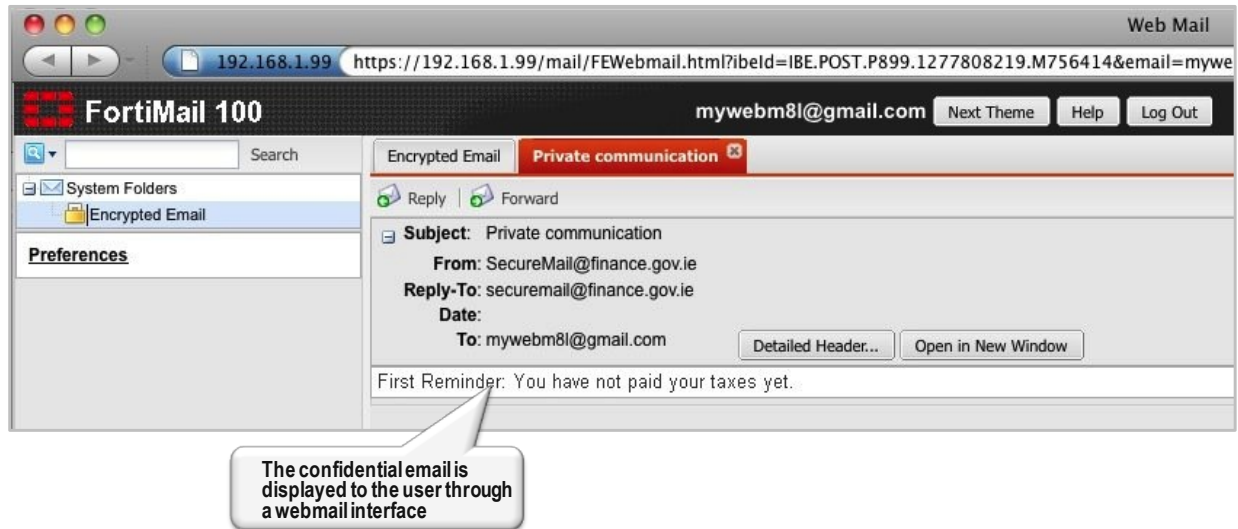 Web Mail
192.168.1.99 https://192.168.1.99/mail/FEWebmail.html?ibeId=IBE.POST.P899.1277808219.M756414&email=mywe
FortiMail 100 mywebm8l@gmail.com Next Theme Help Log Out
Search Encrypted Email Private communication
System Folders
Reply Forward
Encrypted Email
Subject: Private communication
Preferences
From: SecureMail@finance.gov.ie
Reply-To: securemail@finance.gov.ie
Date:
To: mywebm8l@gmail.com Detailed Header... Open in New Window
First Reminder: You have not paid your taxes yet.
The confidential email is
displayed to the user through
a webmail interface